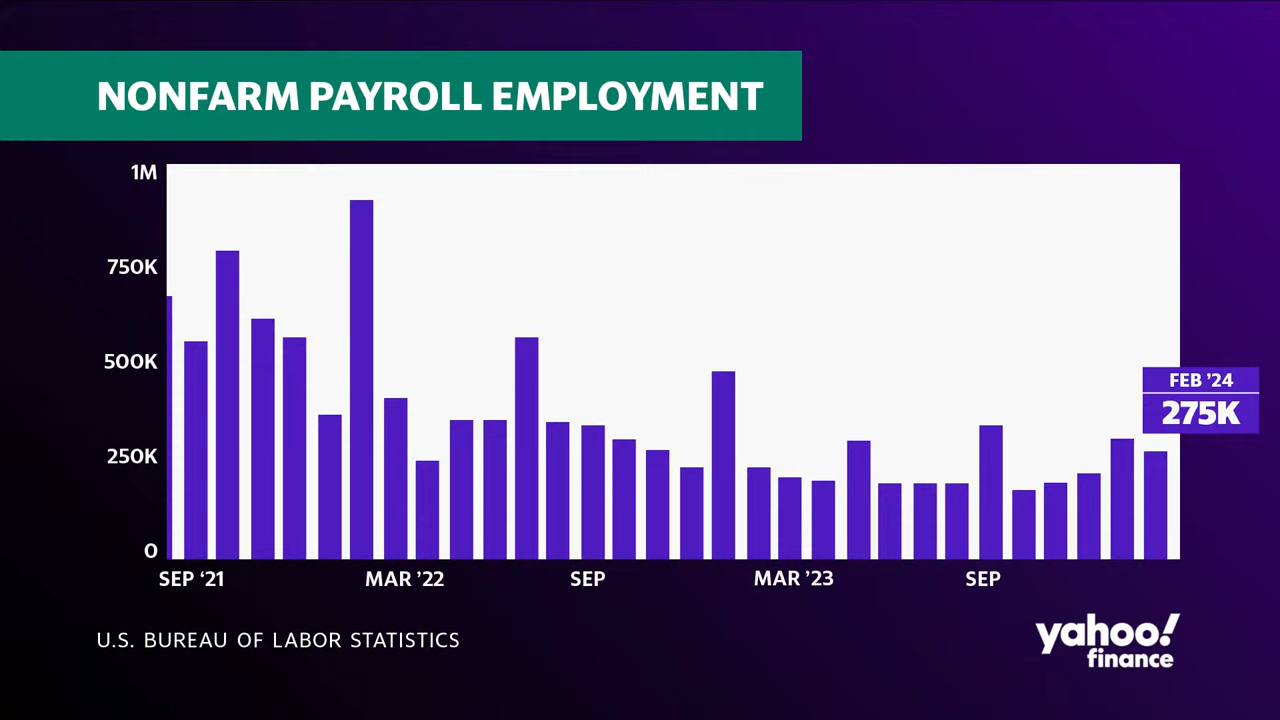 NONFARM PAYROLL EMPLOYMENT
1M
750K
500K
250K
0
FEB ’24
275K
SEP ‘21
MAR ’22
SEP
MAR ’23
SEP
U.S. BUREAU OF LABOR STATISTICS
yahoo!
finance